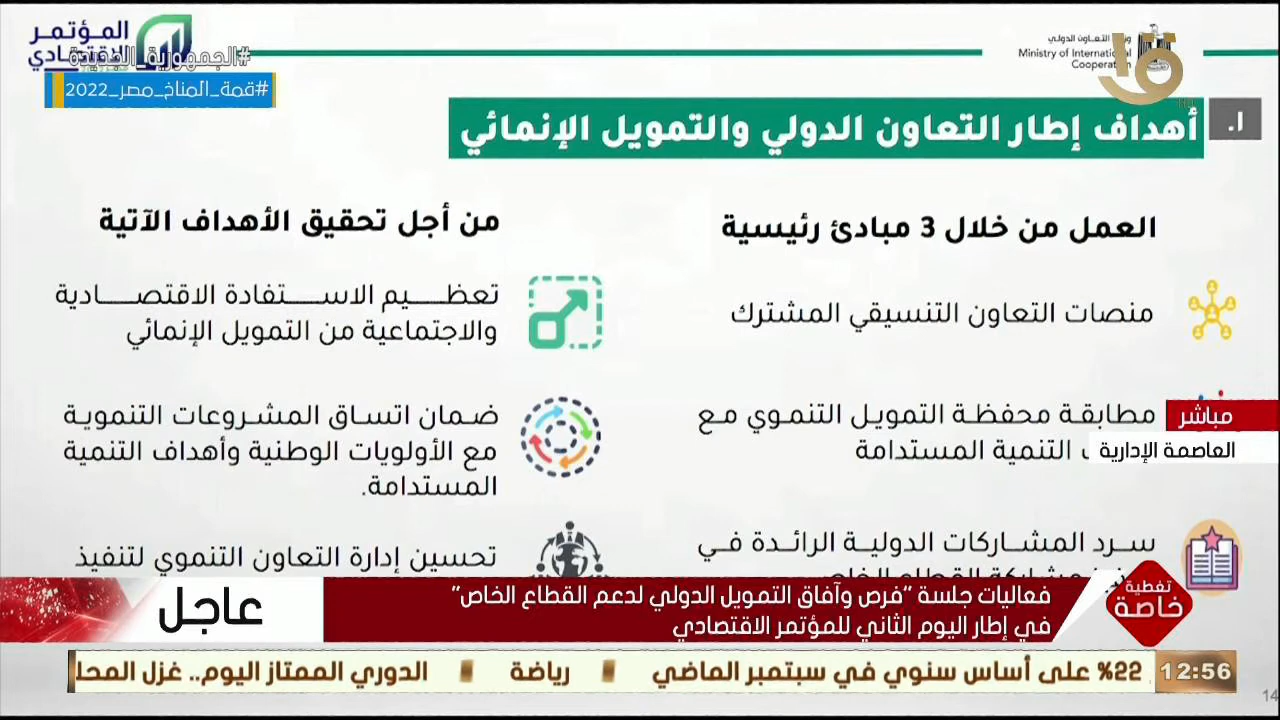 المؤتمر
الاقتصادي
#الجمهورية_الجديدة
#قمة_المناخ_مصر_2022
وزارة التعاون الدولي
Ministry of International
Cooperation
HD
ا.
أهداف إطار التعاون الدولي والتمويل الإنمائي
العمل من خلال 3 مبادئ رئيسية
منصات التعاون التنسيقي المشترك
مطابقة محفظة التمويل التنموي مع
التنمية المستدامة
سرد المشاركات الدولية الرائدة في
من أجل تحقيق الأهداف الآتية
تعظيم الاستفادة الاقتصادية
والاجتماعية من التمويل الإنمائي
ضمان اتساق المشروعات التنموية
مع الأولويات الوطنية وأهداف التنمية
المستدامة.
تحسين إدارة التعاون التنموي لتنفيذ
مباشر
العاصمة الإدارية
تغطية
خاصة
فعاليات جلسة "فرص وآفاق التمويل الدولي لدعم القطاع الخاص"
في إطار اليوم الثاني للمؤتمر الاقتصادي
عاجل
12:56
22% على أساس سنوي في سبتمبر الماضي رياضة الدوري الممتاز اليوم.. غزل المحلا
14